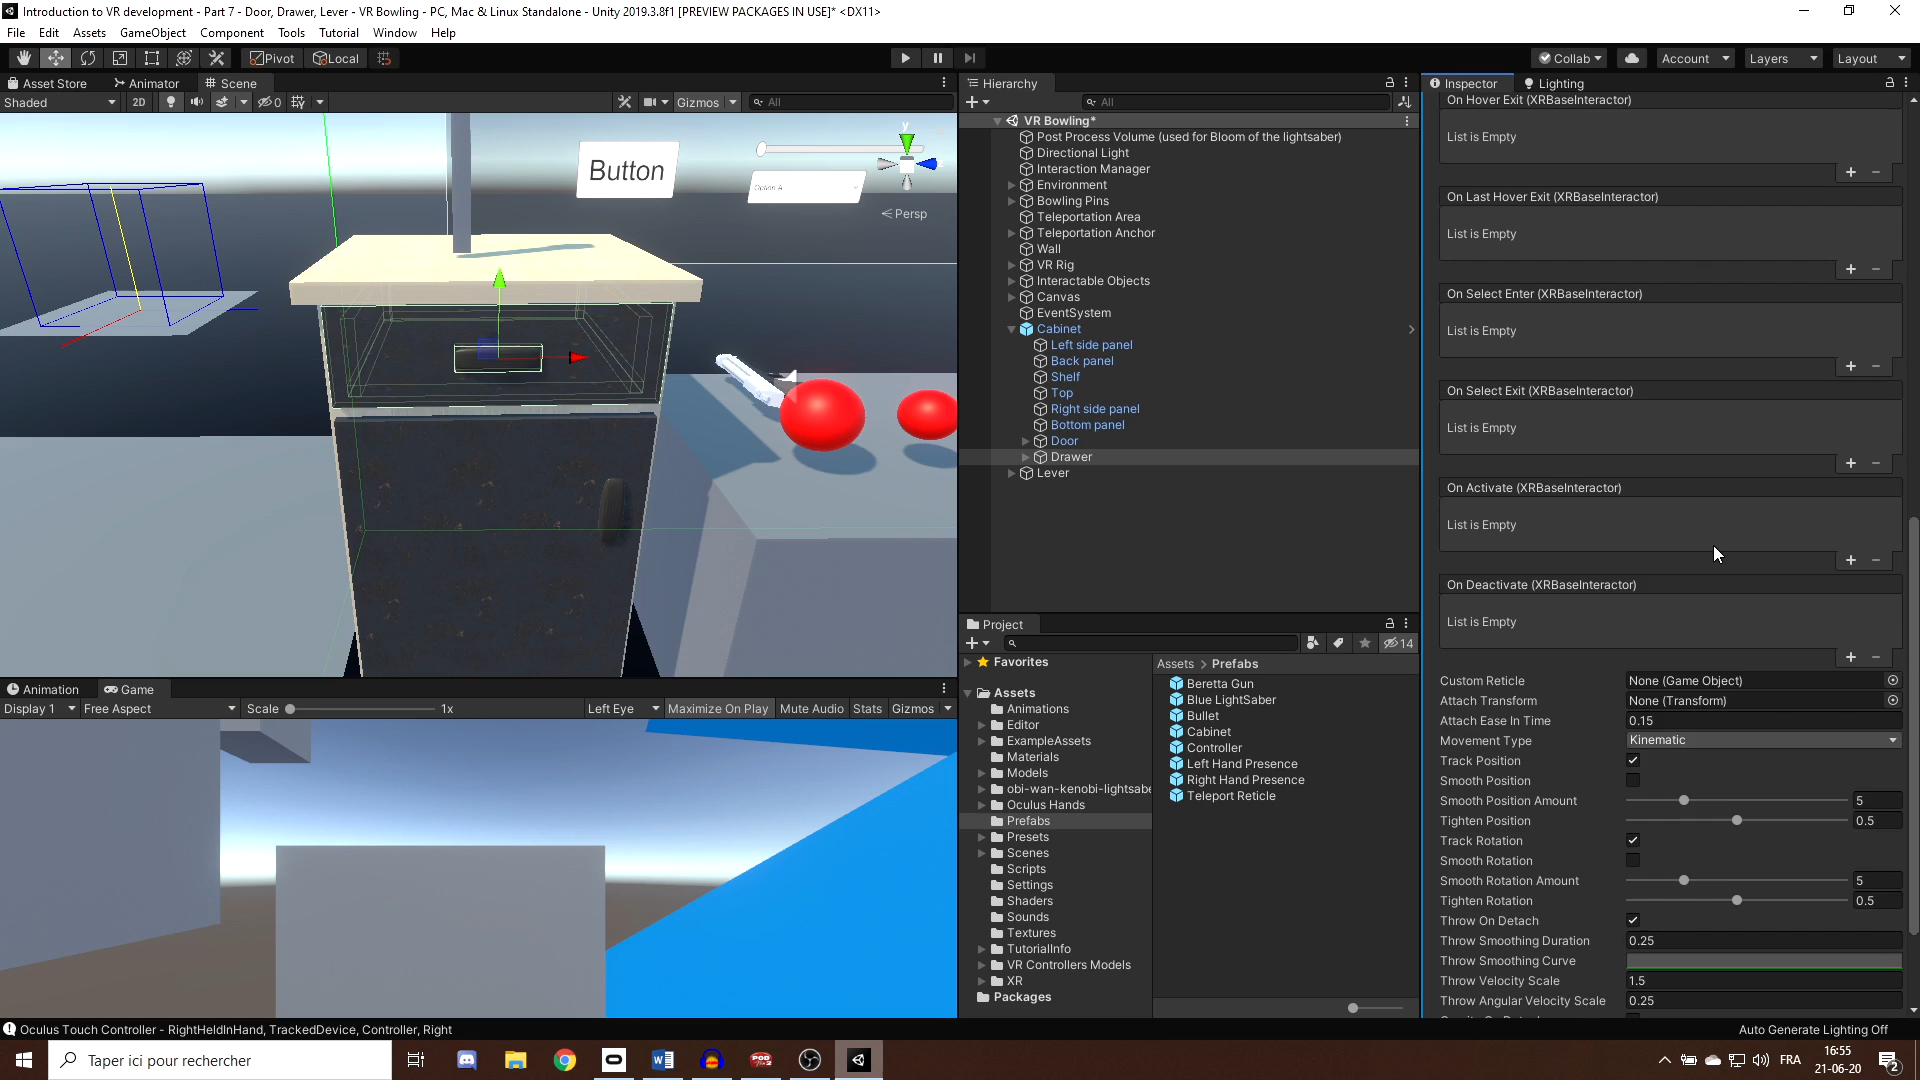 Introduction to VR development - Part 7 - Door, Drawer, Lever - VR Bowling - PC, Mac & Linux Standalone - Unity 2019.3.8f1 [PREVIEW PACKAGES IN USE]* <DX11>
File Edit Assets GameObject Component Tools Tutorial Window Help
Pivot Local Collab Account Layers Layout
Asset Store Animator Scene
Shaded 2D 0 Gizmos All
Button
Option A
y
Persp
Animation Game
Display 1 Free Aspect Scale 1x Left Eye Maximize On Play Mute Audio Stats Gizmos
Hierarchy
All
VR Bowling*
Post Process Volume (used for Bloom of the lightsaber)
Directional Light
Interaction Manager
Environment
Bowling Pins
Teleportation Area
Teleportation Anchor
Wall
VR Rig
Interactable Objects
Canvas
EventSystem
Cabinet
Left side panel
Back panel
Shelf
Top
Right side panel
Bottom panel
Door
Drawer
Lever
Project
14
Favorites
Assets
Animations
Editor
ExampleAssets
Materials
Models
obi-wan-kenobi-lightsabe
Oculus Hands
Prefabs
Presets
Scenes
Scripts
Settings
Shaders
Sounds
Textures
TutorialInfo
VR Controllers Models
XR
Packages
Assets > Prefabs
Beretta Gun
Blue LightSaber
Bullet
Cabinet
Controller
Left Hand Presence
Right Hand Presence
Teleport Reticle
Inspector Lighting
On Hover Exit (XRBaseInteractor)
List is Empty
On Last Hover Exit (XRBaseInteractor)
List is Empty
On Select Enter (XRBaseInteractor)
List is Empty
On Select Exit (XRBaseInteractor)
List is Empty
On Activate (XRBaseInteractor)
List is Empty
On Deactivate (XRBaseInteractor)
List is Empty
Custom Reticle None (Game Object)
Attach Transform None (Transform)
Attach Ease In Time 0.15
Movement Type Kinematic
Track Position
Smooth Position
Smooth Position Amount 5
Tighten Position 0.5
Track Rotation
Smooth Rotation
Smooth Rotation Amount 5
Tighten Rotation 0.5
Throw On Detach
Throw Smoothing Duration 0.25
Throw Smoothing Curve
Throw Velocity Scale 1.5
Throw Angular Velocity Scale 0.25
Oculus Touch Controller - RightHeldInHand, TrackedDevice, Controller, Right
Auto Generate Lighting Off
Taper ici pour rechercher
FRA
16:55
21-06-20
2